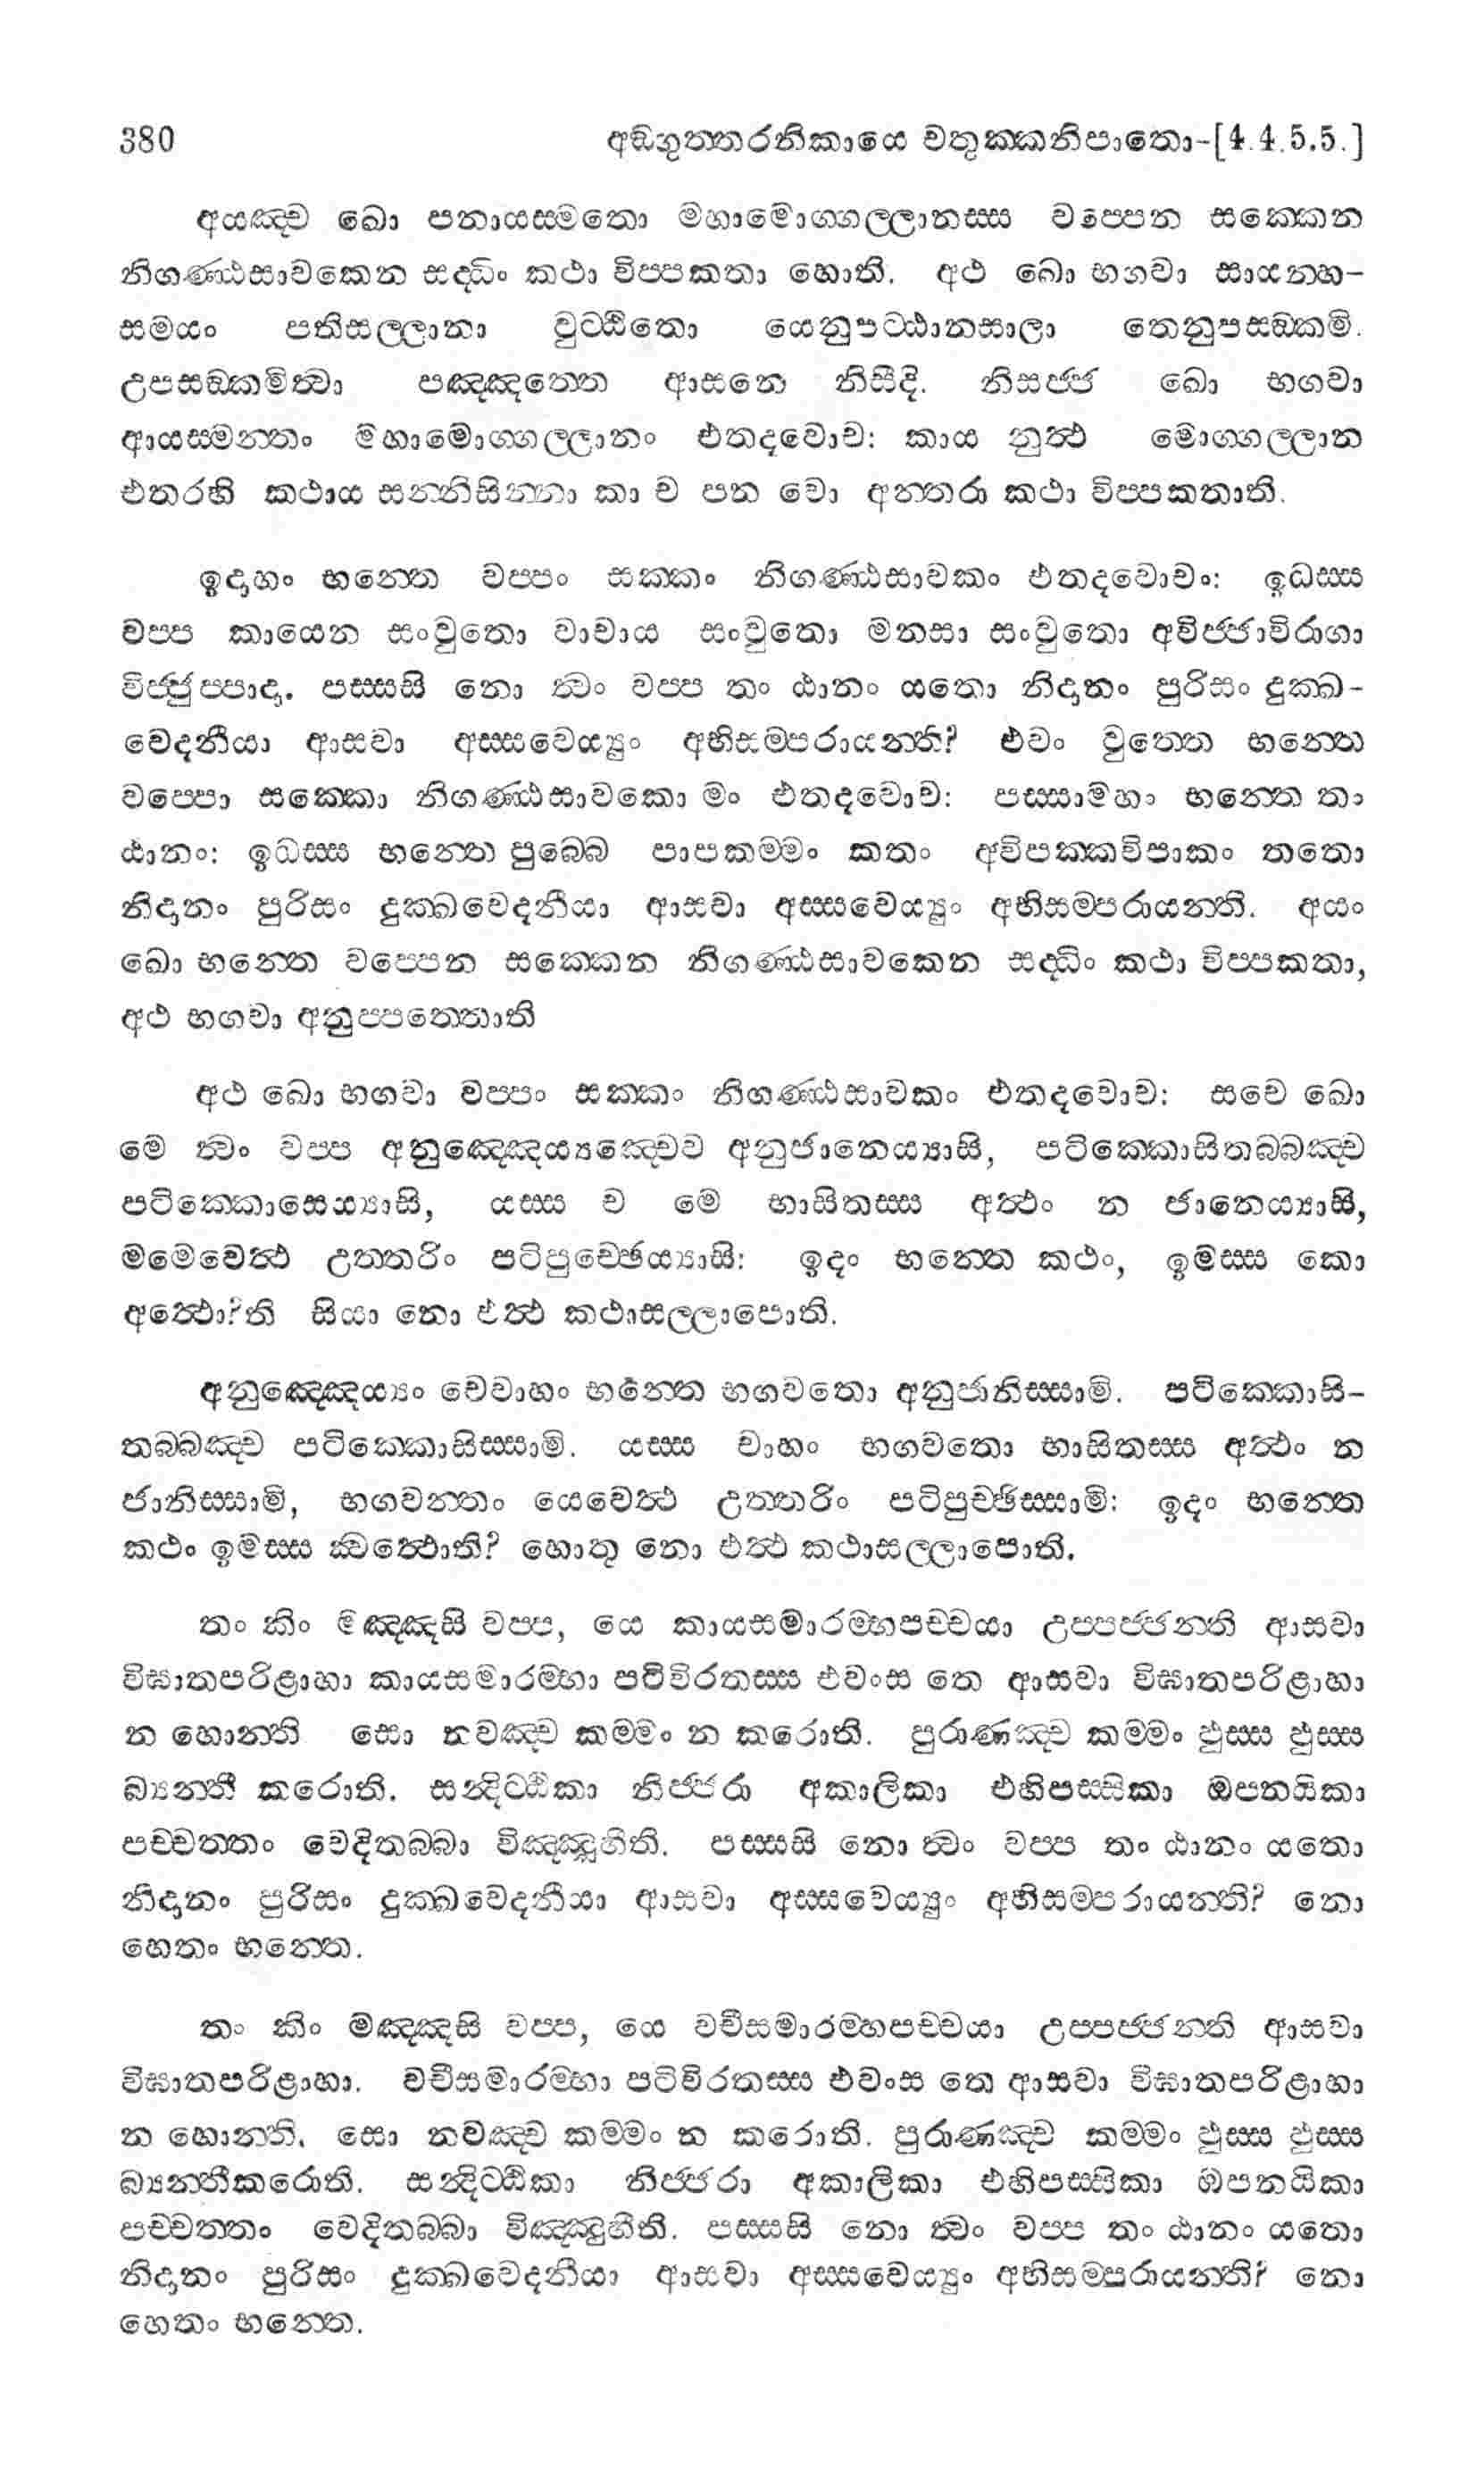 380 අඞ්ගුත්තරනිකායෙ චතුක්කනිපාතො-[4.4.5.5.]
අයඤ්ච ඛො පනායස්මතො මහාමොග්ගල්ලානස්ස වප්පෙන සක්කෙන
නිගණ්ඨසාවකෙන සද්ධිං කථා විප්පකතා හොති. අථ ඛො භගවා සායන්හ-
සමයං පතිසල්ලානා වුට්ඨිතො යෙනුපට්ඨානසාලා තෙනුපසඞ්කමි.
උපසඞ්කමිත්වා පඤ්ඤත්තෙ ආසනෙ නිසීදි. නිසජ්ජ ඛො භගවා
ආයස්මන්තං මහාමොග්ගල්ලානං එතදවොච: කාය නුත්ථ මොග්ගල්ලාන
එතරහි කථාය සන්නිසින්නා කා ච පන වො අන්තරා කථා විප්පකතාති.
ඉදාහං භන්තෙ වප්පං සක්කං නිගණ්ඨසාවකං එතදවොචං: ඉධස්ස
වප්ප කායෙන සංවුතො වාචාය සංවුතො මනසා සංවුතො අවිජ්ජාවිරාගා
විජ්ජුප්පාදා. පස්සසි නො ත්වං වප්ප තං ඨානං යතො නිදානං පුරිසං දුක්ඛ-
වෙදනීයා ආසවා අස්සවෙය්‍යුං අභිසම්පරායන්ති? එවං වුත්තෙ භන්තෙ
වප්පො සක්කො නිගණ්ඨසාවකො මං එතදවොච: පස්සාමහං භන්තෙ තං
ඨානං: ඉධස්ස භන්තෙ පුබ්බෙ පාපකම්මං කතං අවිපක්කවිපාකං තතො
නිදානං පුරිසං දුක්ඛවෙදනීයා ආසවා අස්සවෙය්‍යුං අභිසම්පරායන්ති. අයං
ඛො භන්තෙ වප්පෙන සක්කෙන නිගණ්ඨසාවකෙන සද්ධිං කථා විප්පකතා,
අථ භගවා අනුප්පත්තොති
අථ ඛො භගවා වප්පං සක්කං නිගණ්ඨසාවකං එතදවොච: සචෙ ඛො
මෙ ත්වං වප්ප අනුඤ්ඤෙය්‍යඤ්චෙව අනුජානෙය්‍යාසි, පටික්කොසිතබ්බඤ්ච
පටික්කොසෙය්‍යාසි, යස්ස ච මෙ භාසිතස්ස අත්ථං න ජානෙය්‍යාසි,
මමෙවෙත්ථ උත්තරිං පටිපුච්ඡෙය්‍යාසි: ඉදං භන්තෙ කථං, ඉමස්ස කො
අත්ථො?ති සියා නො එත්ථ කථාසල්ලාපොති.
අනුඤ්ඤෙය්‍යං චෙවාහං භන්තෙ භගවතො අනුජානිස්සාමි. පටික්කොසි-
තබ්බඤ්ච පටික්කොසිස්සාමි. යස්ස චාහං භගවතො භාසිතස්ස අත්ථං න
ජානිස්සාමි, භගවන්තං යෙවෙත්ථ උත්තරිං පටිපුච්ඡිස්සාමි: ඉදං භන්තෙ
කථං ඉමස්ස ක්වත්ථොති? හොතු නො එත්ථ කථාසල්ලාපොති.
තං කිං මඤ්ඤසි වප්ප, යෙ කායසමාරම්භපච්චයා උප්පජ්ජන්ති ආසවා
විඝාතපරිළාහා කායසමාරම්භා පටිවිරතස්ස එවංස තෙ ආසවා විඝාතපරිළාහා
න හොන්ති සො නවඤ්ච කම්මං න කරොති. පුරාණඤ්ච කම්මං ඵුස්ස ඵුස්ස
බ්‍යන්තී කරොති. සන්දිට්ඨිකා නිජ්ජරා අකාලිකා එහිපස්සිකා ඔපනයිකා
පච්චත්තං වෙදිතබ්බා විඤ්ඤූහීති. පස්සසි නො ත්වං වප්ප තං ඨානං යතො
නිදානං පුරිසං දුක්ඛවෙදනීයා ආසවා අස්සවෙය්‍යුං අභිසම්පරායන්ති? නො
හෙතං භන්තෙ.
තං කිං මඤ්ඤසි වප්ප, යෙ වචීසමාරම්භපච්චයා උප්පජ්ජන්ති ආසවා
විඝාතපරිළාහා. වචීසමාරම්භා පටිවිරතස්ස එවංස තෙ ආසවා විඝාතපරිළාහා
න හොන්ති. සො නවඤ්ච කම්මං න කරොති. පුරාණඤ්ච කම්මං ඵුස්ස ඵුස්ස
බ්‍යන්තීකරොති. සන්දිට්ඨිකා නිජ්ජරා අකාලිකා එහිපස්සිකා ඔපනයිකා
පච්චත්තං වෙදිතබ්බා විඤ්ඤුහීති. පස්සසි නො ත්වං වප්ප තං ඨානං යතො
නිදානං පුරිසං දුක්ඛවෙදනීයා ආසවා අස්සවෙය්‍යුං අභිසම්පරායන්ති? නො
හෙතං භන්තෙ.